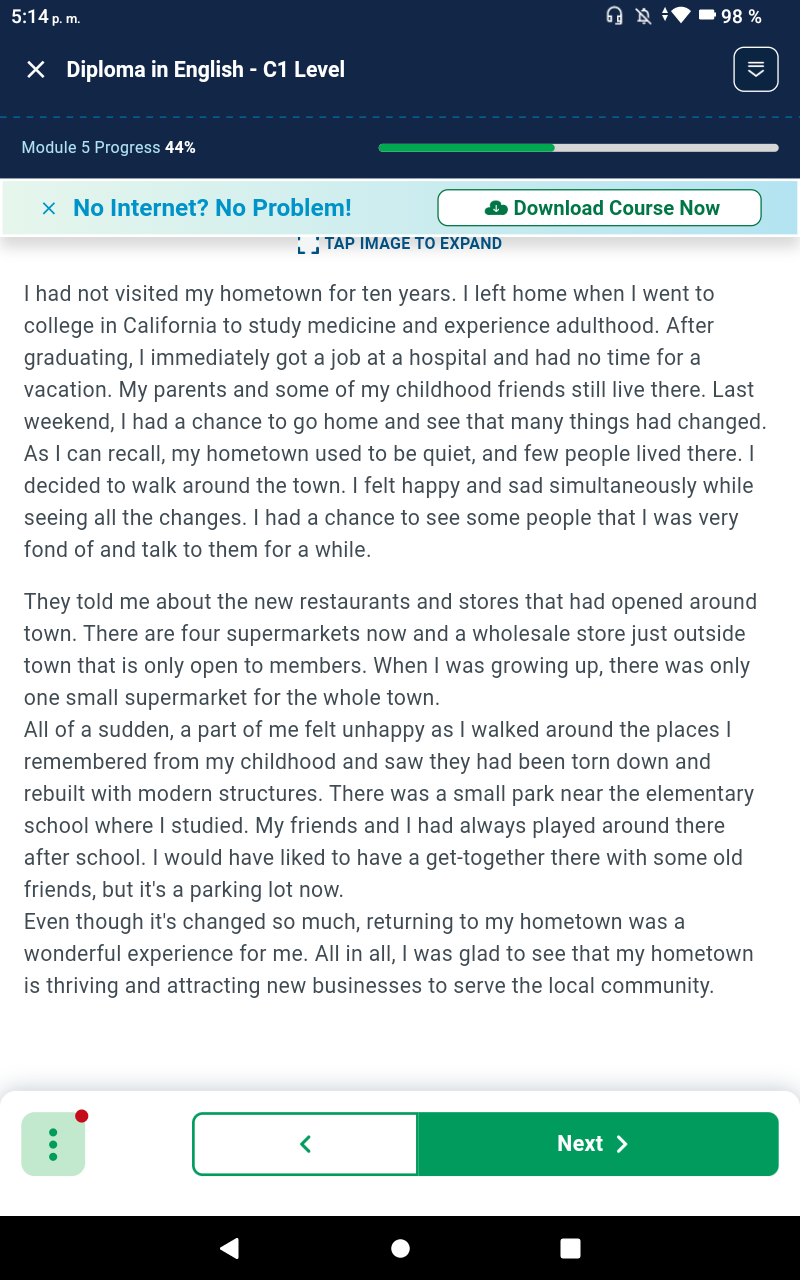 5:14 p. m.
98 %
Diploma in English - C1 Level
Module 5 Progress 44%
No Internet? No Problem!
Download Course Now
TAP IMAGE TO EXPAND
I had not visited my hometown for ten years. I left home when I went to
college in California to study medicine and experience adulthood. After
graduating, I immediately got a job at a hospital and had no time for a
vacation. My parents and some of my childhood friends still live there. Last
weekend, I had a chance to go home and see that many things had changed.
As I can recall, my hometown used to be quiet, and few people lived there. I
decided to walk around the town. I felt happy and sad simultaneously while
seeing all the changes. I had a chance to see some people that I was very
fond of and talk to them for a while.
They told me about the new restaurants and stores that had opened around
town. There are four supermarkets now and a wholesale store just outside
town that is only open to members. When I was growing up, there was only
one small supermarket for the whole town.
All of a sudden, a part of me felt unhappy as I walked around the places I
remembered from my childhood and saw they had been torn down and
rebuilt with modern structures. There was a small park near the elementary
school where I studied. My friends and I had always played around there
after school. I would have liked to have a get-together there with some old
friends, but it's a parking lot now.
Even though it's changed so much, returning to my hometown was a
wonderful experience for me. All in all, I was glad to see that my hometown
is thriving and attracting new businesses to serve the local community.
Next